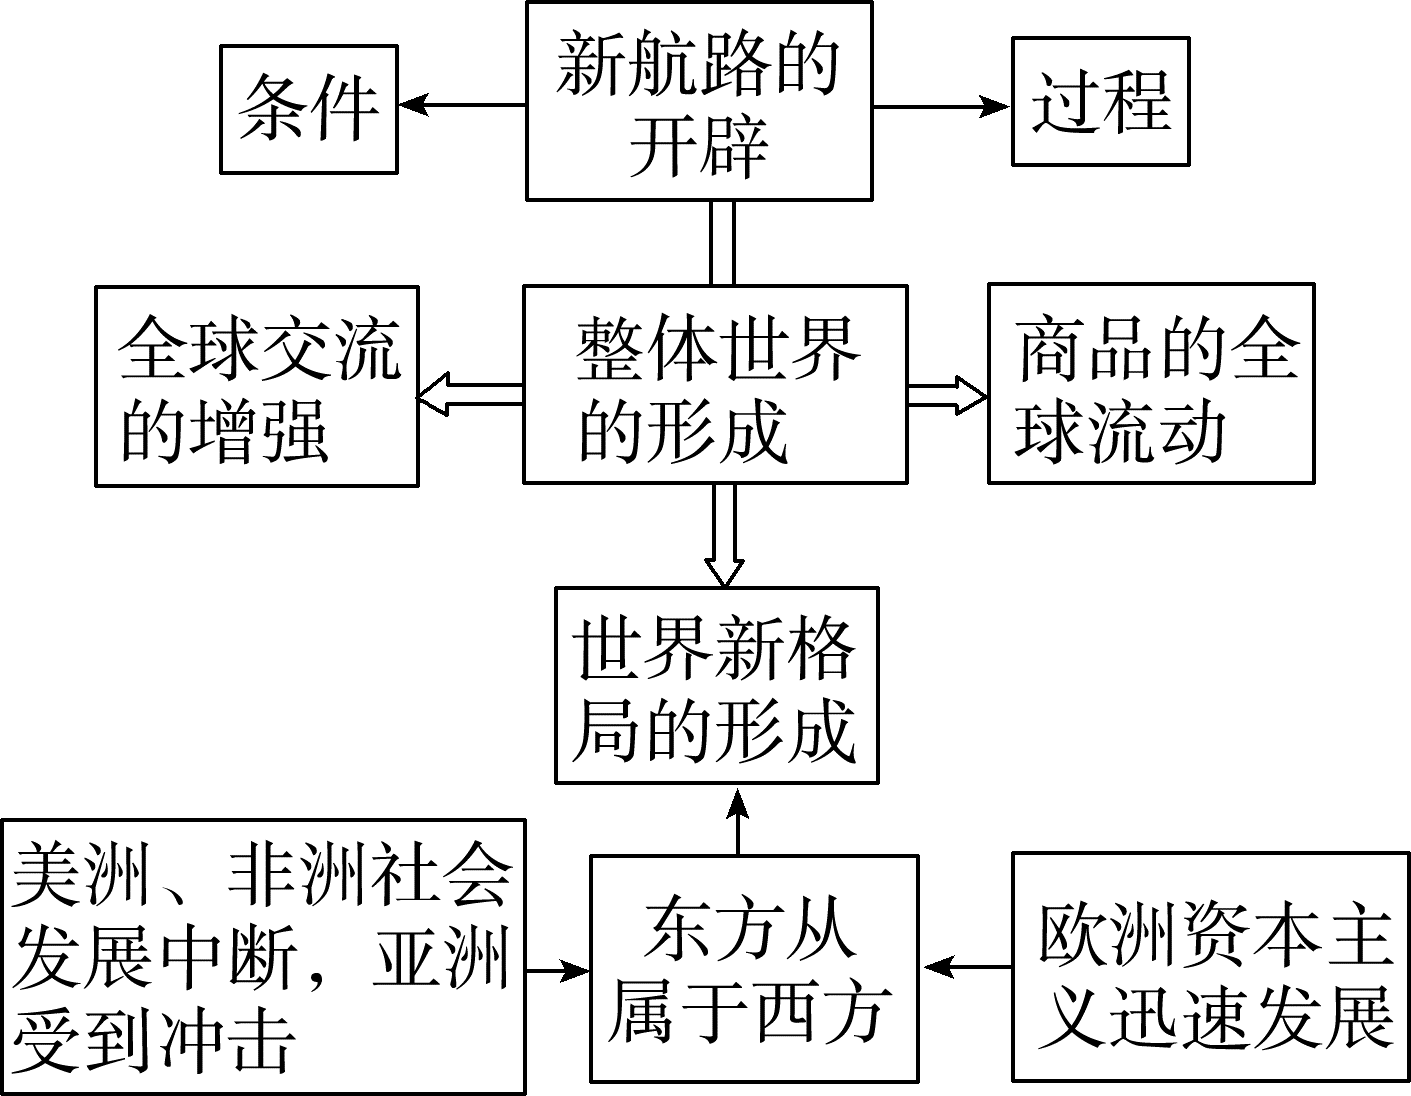 条件
新航路的
开辟
过程
全球交流
的增强
整体世界
的形成
商品的全
球流动
世界新格
局的形成
美洲、非洲社会
发展中断，亚洲
受到冲击
东方从
属于西方
欧洲资本主
义迅速发展